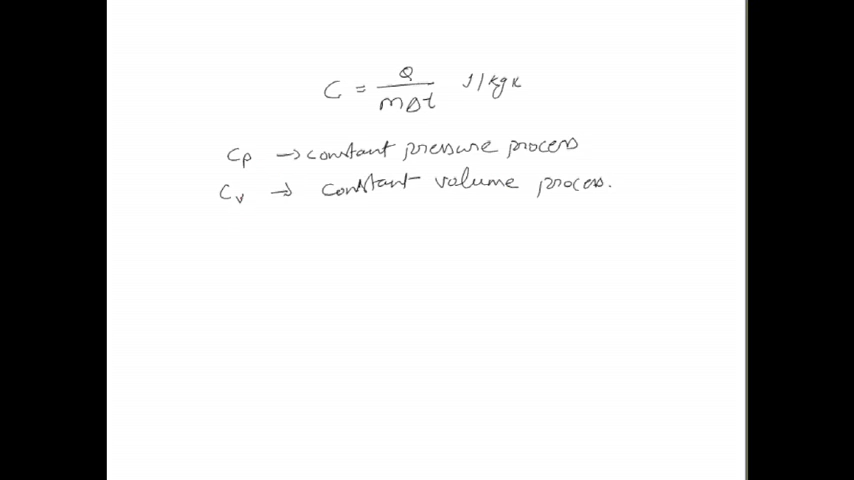 C = Q / mΔt J/kgK
Cp → constant pressure process
Cv → constant volume process.